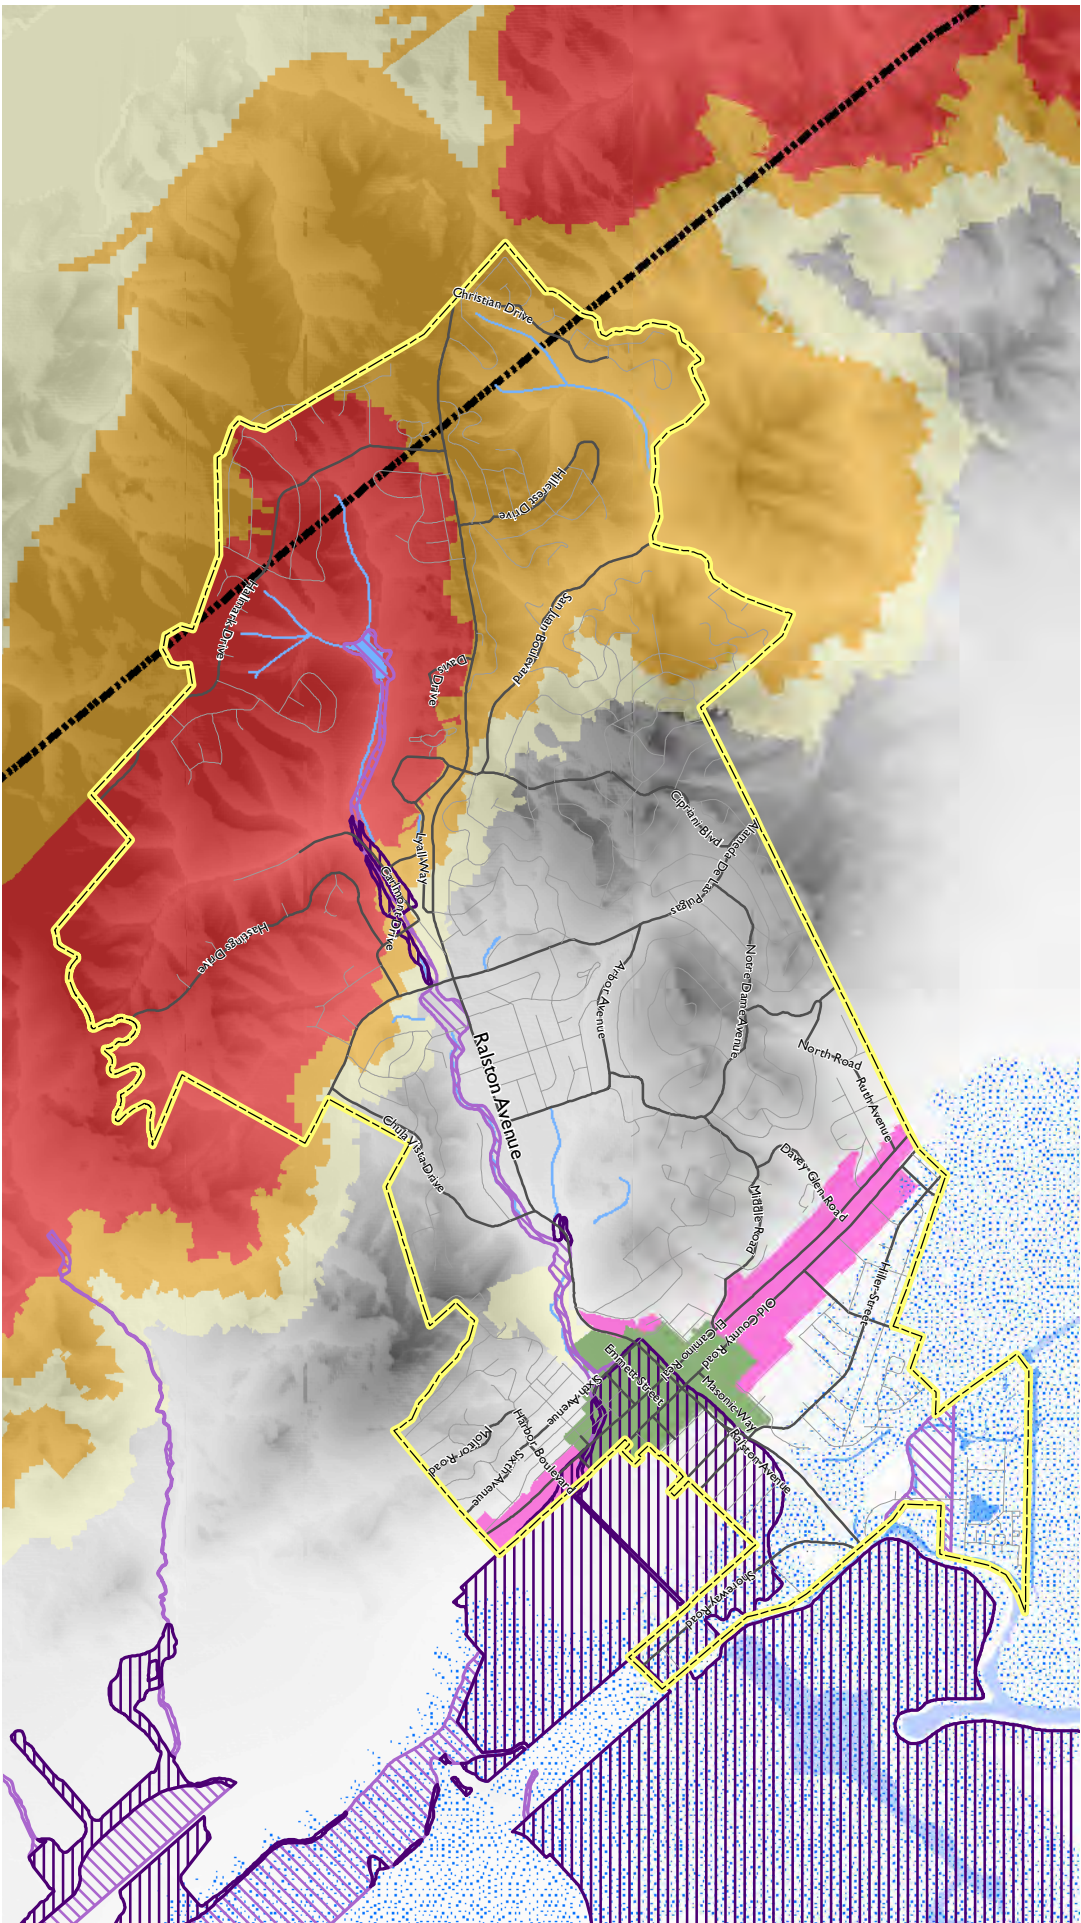 Christian Drive
Hillcrest Drive
Hallmark Drive
San Juan Boulevard
Davis Drive
Cipriani Blvd
Alameda De Las Pulgas
Lyall Way
Carlmont Drive
Hastings Drive
Notre Dame Avenue
Arbor Avenue
North Road
Ruth Avenue
Ralston Avenue
Chula Vista Drive
Davey Glen Road
Middle Road
Hiller Street
Old County Road
El Camino Real
Emmett Street
Masonic Way
Sixth Avenue
Harbor Boulevard
Molitor Road
Sixth Avenue
Ralston Avenue
Shoreway Road